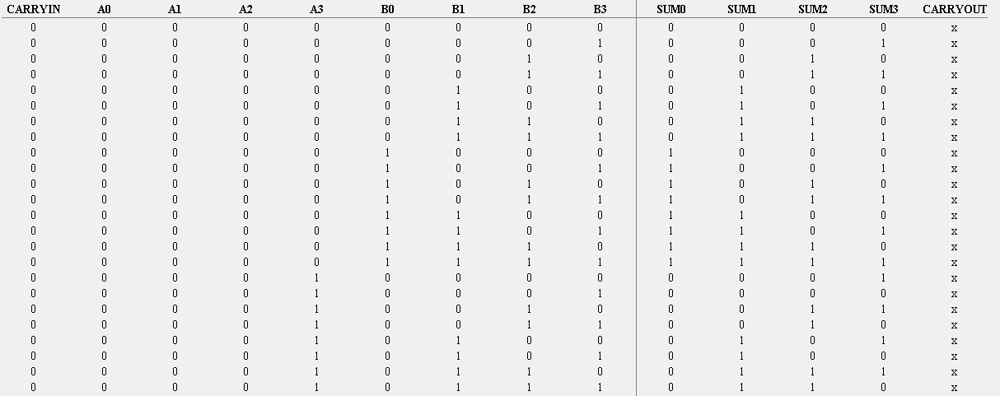 CARRYIN A0 A1 A2 A3 B0 B1 B2 B3 SUM0 SUM1 SUM2 SUM3 CARRYOUT
0 0 0 0 0 0 0 0 0 0 0 0 0 x
0 0 0 0 0 0 0 0 1 0 0 0 1 x
0 0 0 0 0 0 0 1 0 0 0 1 0 x
0 0 0 0 0 0 0 1 1 0 0 1 1 x
0 0 0 0 0 0 1 0 0 0 1 0 0 x
0 0 0 0 0 0 1 0 1 0 1 0 1 x
0 0 0 0 0 0 1 1 0 0 1 1 0 x
0 0 0 0 0 0 1 1 1 0 1 1 1 x
0 0 0 0 0 1 0 0 0 1 0 0 0 x
0 0 0 0 0 1 0 0 1 1 0 0 1 x
0 0 0 0 0 1 0 1 0 1 0 1 0 x
0 0 0 0 0 1 0 1 1 1 0 1 1 x
0 0 0 0 0 1 1 0 0 1 1 0 0 x
0 0 0 0 0 1 1 0 1 1 1 0 1 x
0 0 0 0 0 1 1 1 0 1 1 1 0 x
0 0 0 0 0 1 1 1 1 1 1 1 1 x
0 0 0 0 1 0 0 0 0 0 0 0 1 x
0 0 0 0 1 0 0 0 1 0 0 0 0 x
0 0 0 0 1 0 0 1 0 0 0 1 1 x
0 0 0 0 1 0 0 1 1 0 0 1 0 x
0 0 0 0 1 0 1 0 0 0 1 0 1 x
0 0 0 0 1 0 1 0 1 0 1 0 0 x
0 0 0 0 1 0 1 1 0 0 1 1 1 x
0 0 0 0 1 0 1 1 1 0 1 1 0 x